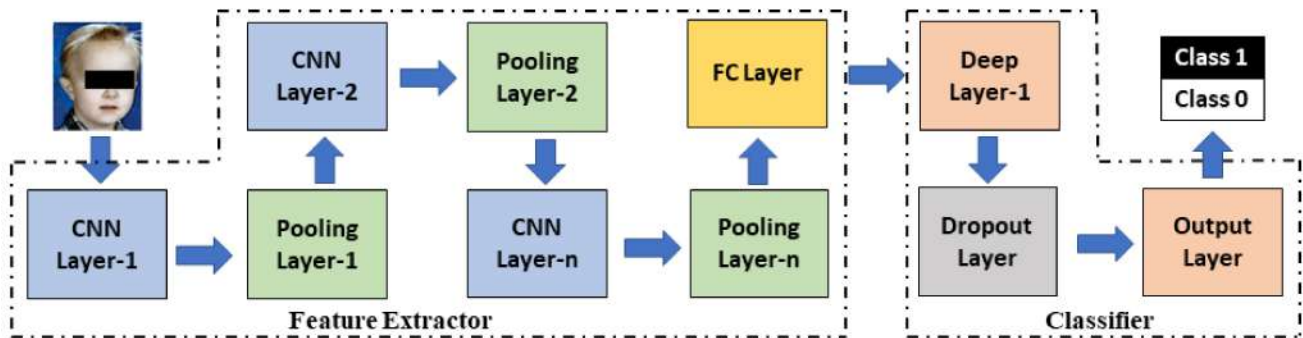 CNN
Layer-1
Pooling
Layer-1
CNN
Layer-2
Pooling
Layer-2
CNN
Layer-n
Pooling
Layer-n
FC Layer
Feature Extractor
Deep
Layer-1
Dropout
Layer
Output
Layer
Class 1
Class 0
Classifier